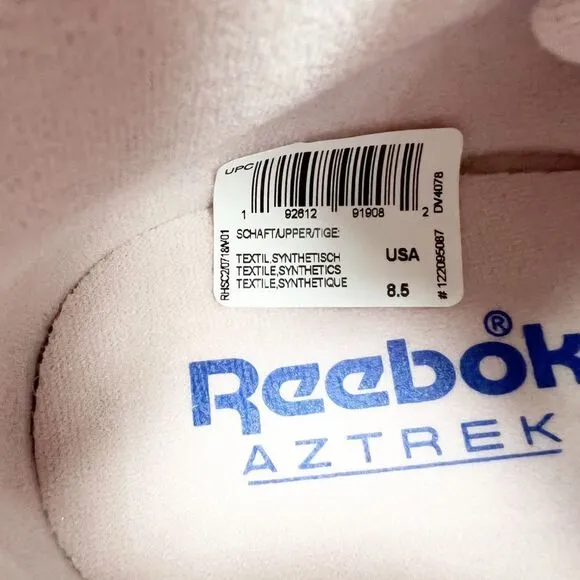 UPC
1 92612 91908 2
SCHAFT/UPPER/TIGE:
TEXTIL.SYNTHETISCH
TEXTILE,SYNTHETICS
TEXTILE,SYNTHETIQUE
USA
8.5
RHSC2/0718/V/01
#122095087 DV4078
Reebok®
AZTREK